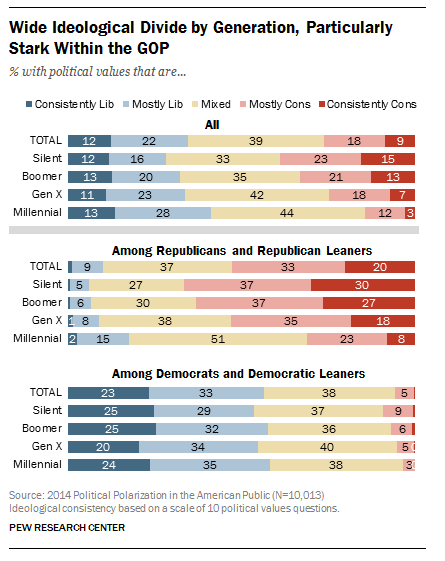 Wide Ideological Divide by Generation, Particularly
Stark Within the GOP
% with political values that are...
Consistently Lib Mostly Lib Mixed Mostly Cons Consistently Cons
All
TOTAL 12 22 39 18 9
Silent 12 16 33 23 15
Boomer 13 20 35 21 13
Gen X 11 23 42 18 7
Millennial 13 28 44 12 3
Among Republicans and Republican Leaners
TOTAL 9 37 33 20
Silent 5 27 37 30
Boomer 6 30 37 27
Gen X 1 8 38 35 18
Millennial 2 15 51 23 8
Among Democrats and Democratic Leaners
TOTAL 23 33 38 5
Silent 25 29 37 9
Boomer 25 32 36 6
Gen X 20 34 40 5
Millennial 24 35 38 3
Source: 2014 Political Polarization in the American Public (N=10,013)
Ideological consistency based on a scale of 10 political values questions.
PEW RESEARCH CENTER